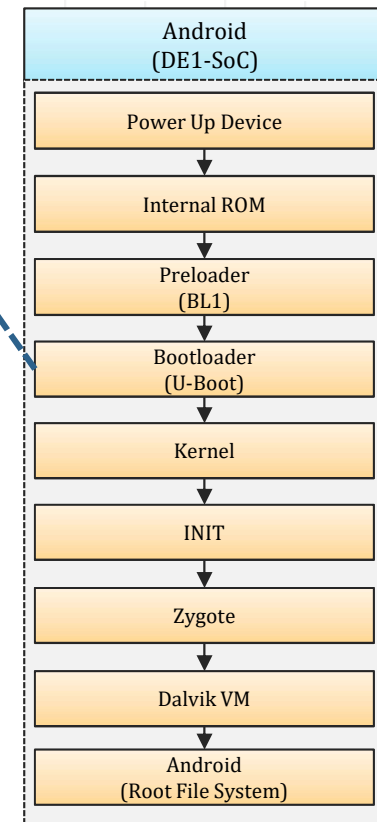 Android
(DE1-SoC)
Power Up Device
Internal ROM
Preloader
(BL1)
Bootloader
(U-Boot)
Kernel
INIT
Zygote
Dalvik VM
Android
(Root File System)